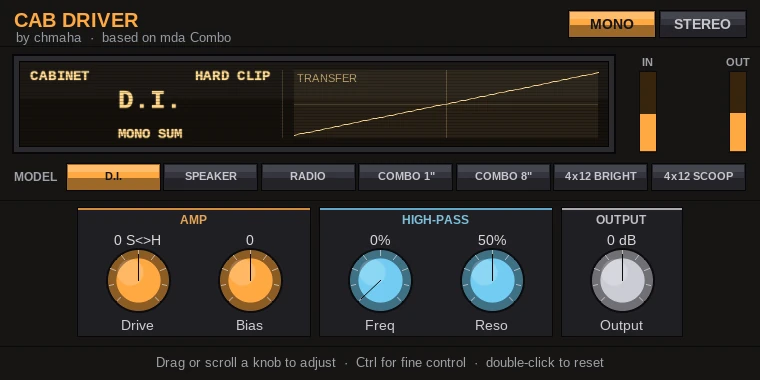 CAB DRIVER
by chmaha · based on mda Combo
MONO STEREO
CABINET HARD CLIP
D.I.
MONO SUM
TRANSFER
IN OUT
MODEL D.I. SPEAKER RADIO COMBO 1" COMBO 8" 4x12 BRIGHT 4x12 SCOOP
AMP HIGH-PASS OUTPUT
0 S<>H 0 0% 50% 0 dB
Drive Bias Freq Reso Output
Drag or scroll a knob to adjust · Ctrl for fine control · double-click to reset